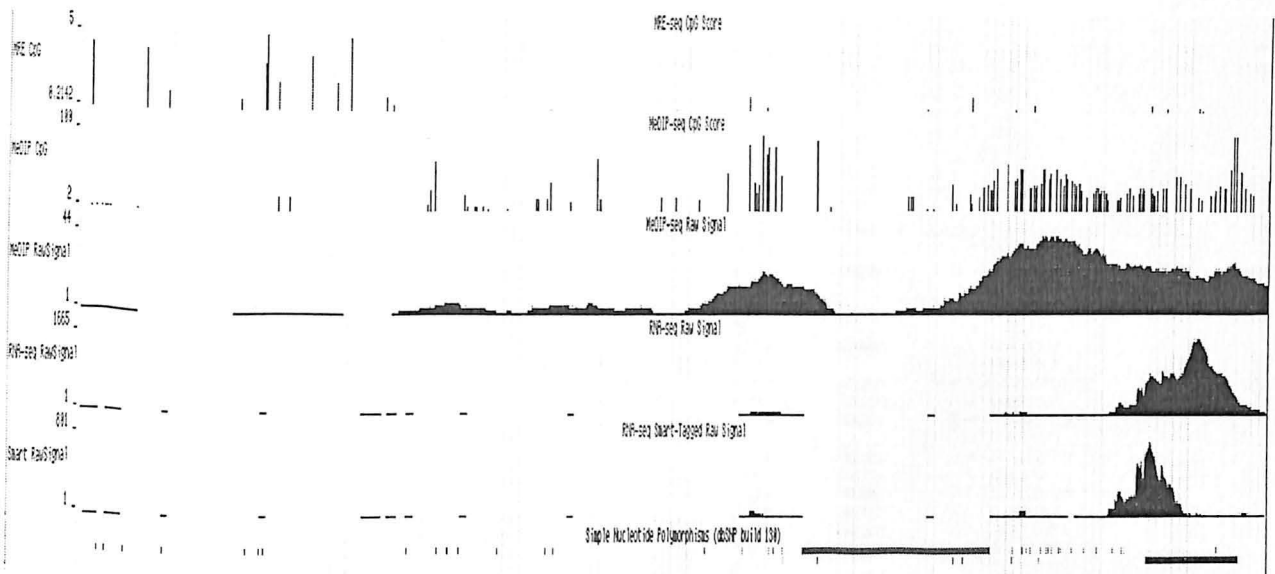 5
MRE-seq CpG Score
MRE CpG
0.2142
100
MeDIP-seq CpG Score
MeDIP CpG
2
44
MeDIP-seq Raw Signal
MeDIP RawSignal
1
1665
RNA-seq Raw Signal
RNA-seq RawSignal
1
801
RNA-seq Smart-Tagged Raw Signal
Smart RawSignal
1
Simple Nucleotide Polymorphisms (dbSNP build 130)